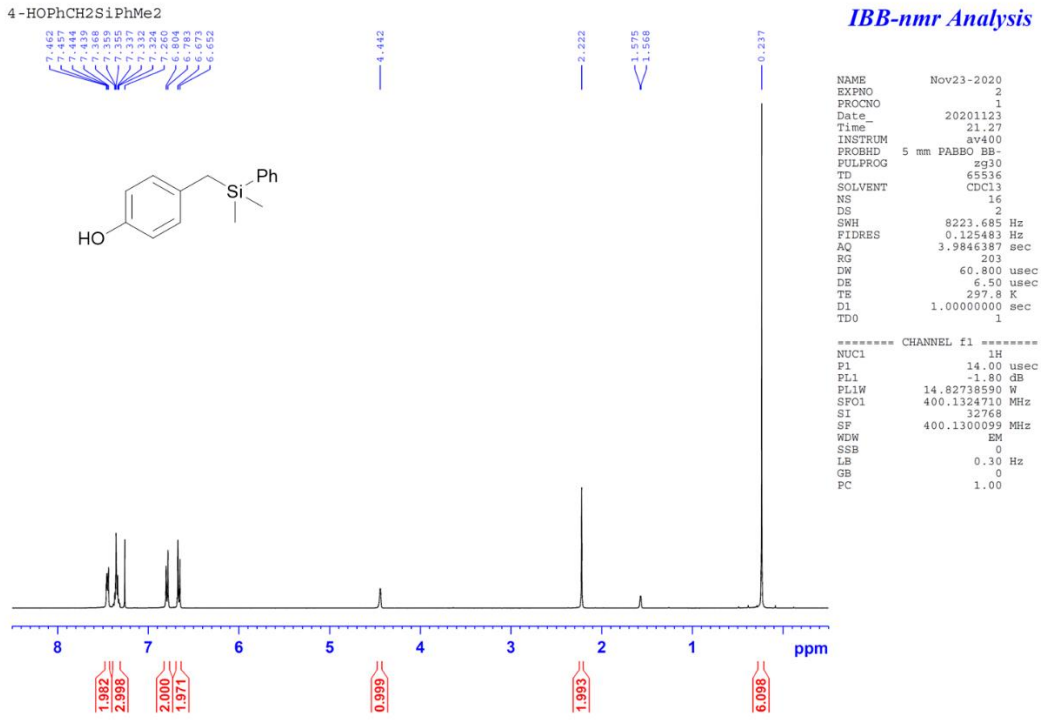 4-HOPhCH2SiPhMe2
IBB-nmr Analysis
7.462
7.457
7.444
7.439
7.368
7.359
7.355
7.337
7.332
7.324
7.260
6.804
6.783
6.673
6.652
4.442
2.222
1.575
1.568
0.237
NAME Nov23-2020
EXPNO 2
PROCNO 1
Date_ 20201123
Time 21.27
INSTRUM av400
PROBHD 5 mm PABBO BB-
PULPROG zg30
TD 65536
SOLVENT CDCl3
NS 16
DS 2
SWH 8223.685 Hz
FIDRES 0.125483 Hz
AQ 3.9846387 sec
RG 203
DW 60.800 usec
DE 6.50 usec
TE 297.8 K
D1 1.00000000 sec
TD0 1
======== CHANNEL f1 ========
NUC1 1H
P1 14.00 usec
PL1 -1.80 dB
PL1W 14.82738590 W
SFO1 400.1324710 MHz
SI 32768
SF 400.1300099 MHz
WDW EM
SSB 0
LB 0.30 Hz
GB 0
PC 1.00
Si Ph
HO
8 7 6 5 4 3 2 1 ppm
1.982
2.998
2.000
1.971
0.999
1.993
6.098